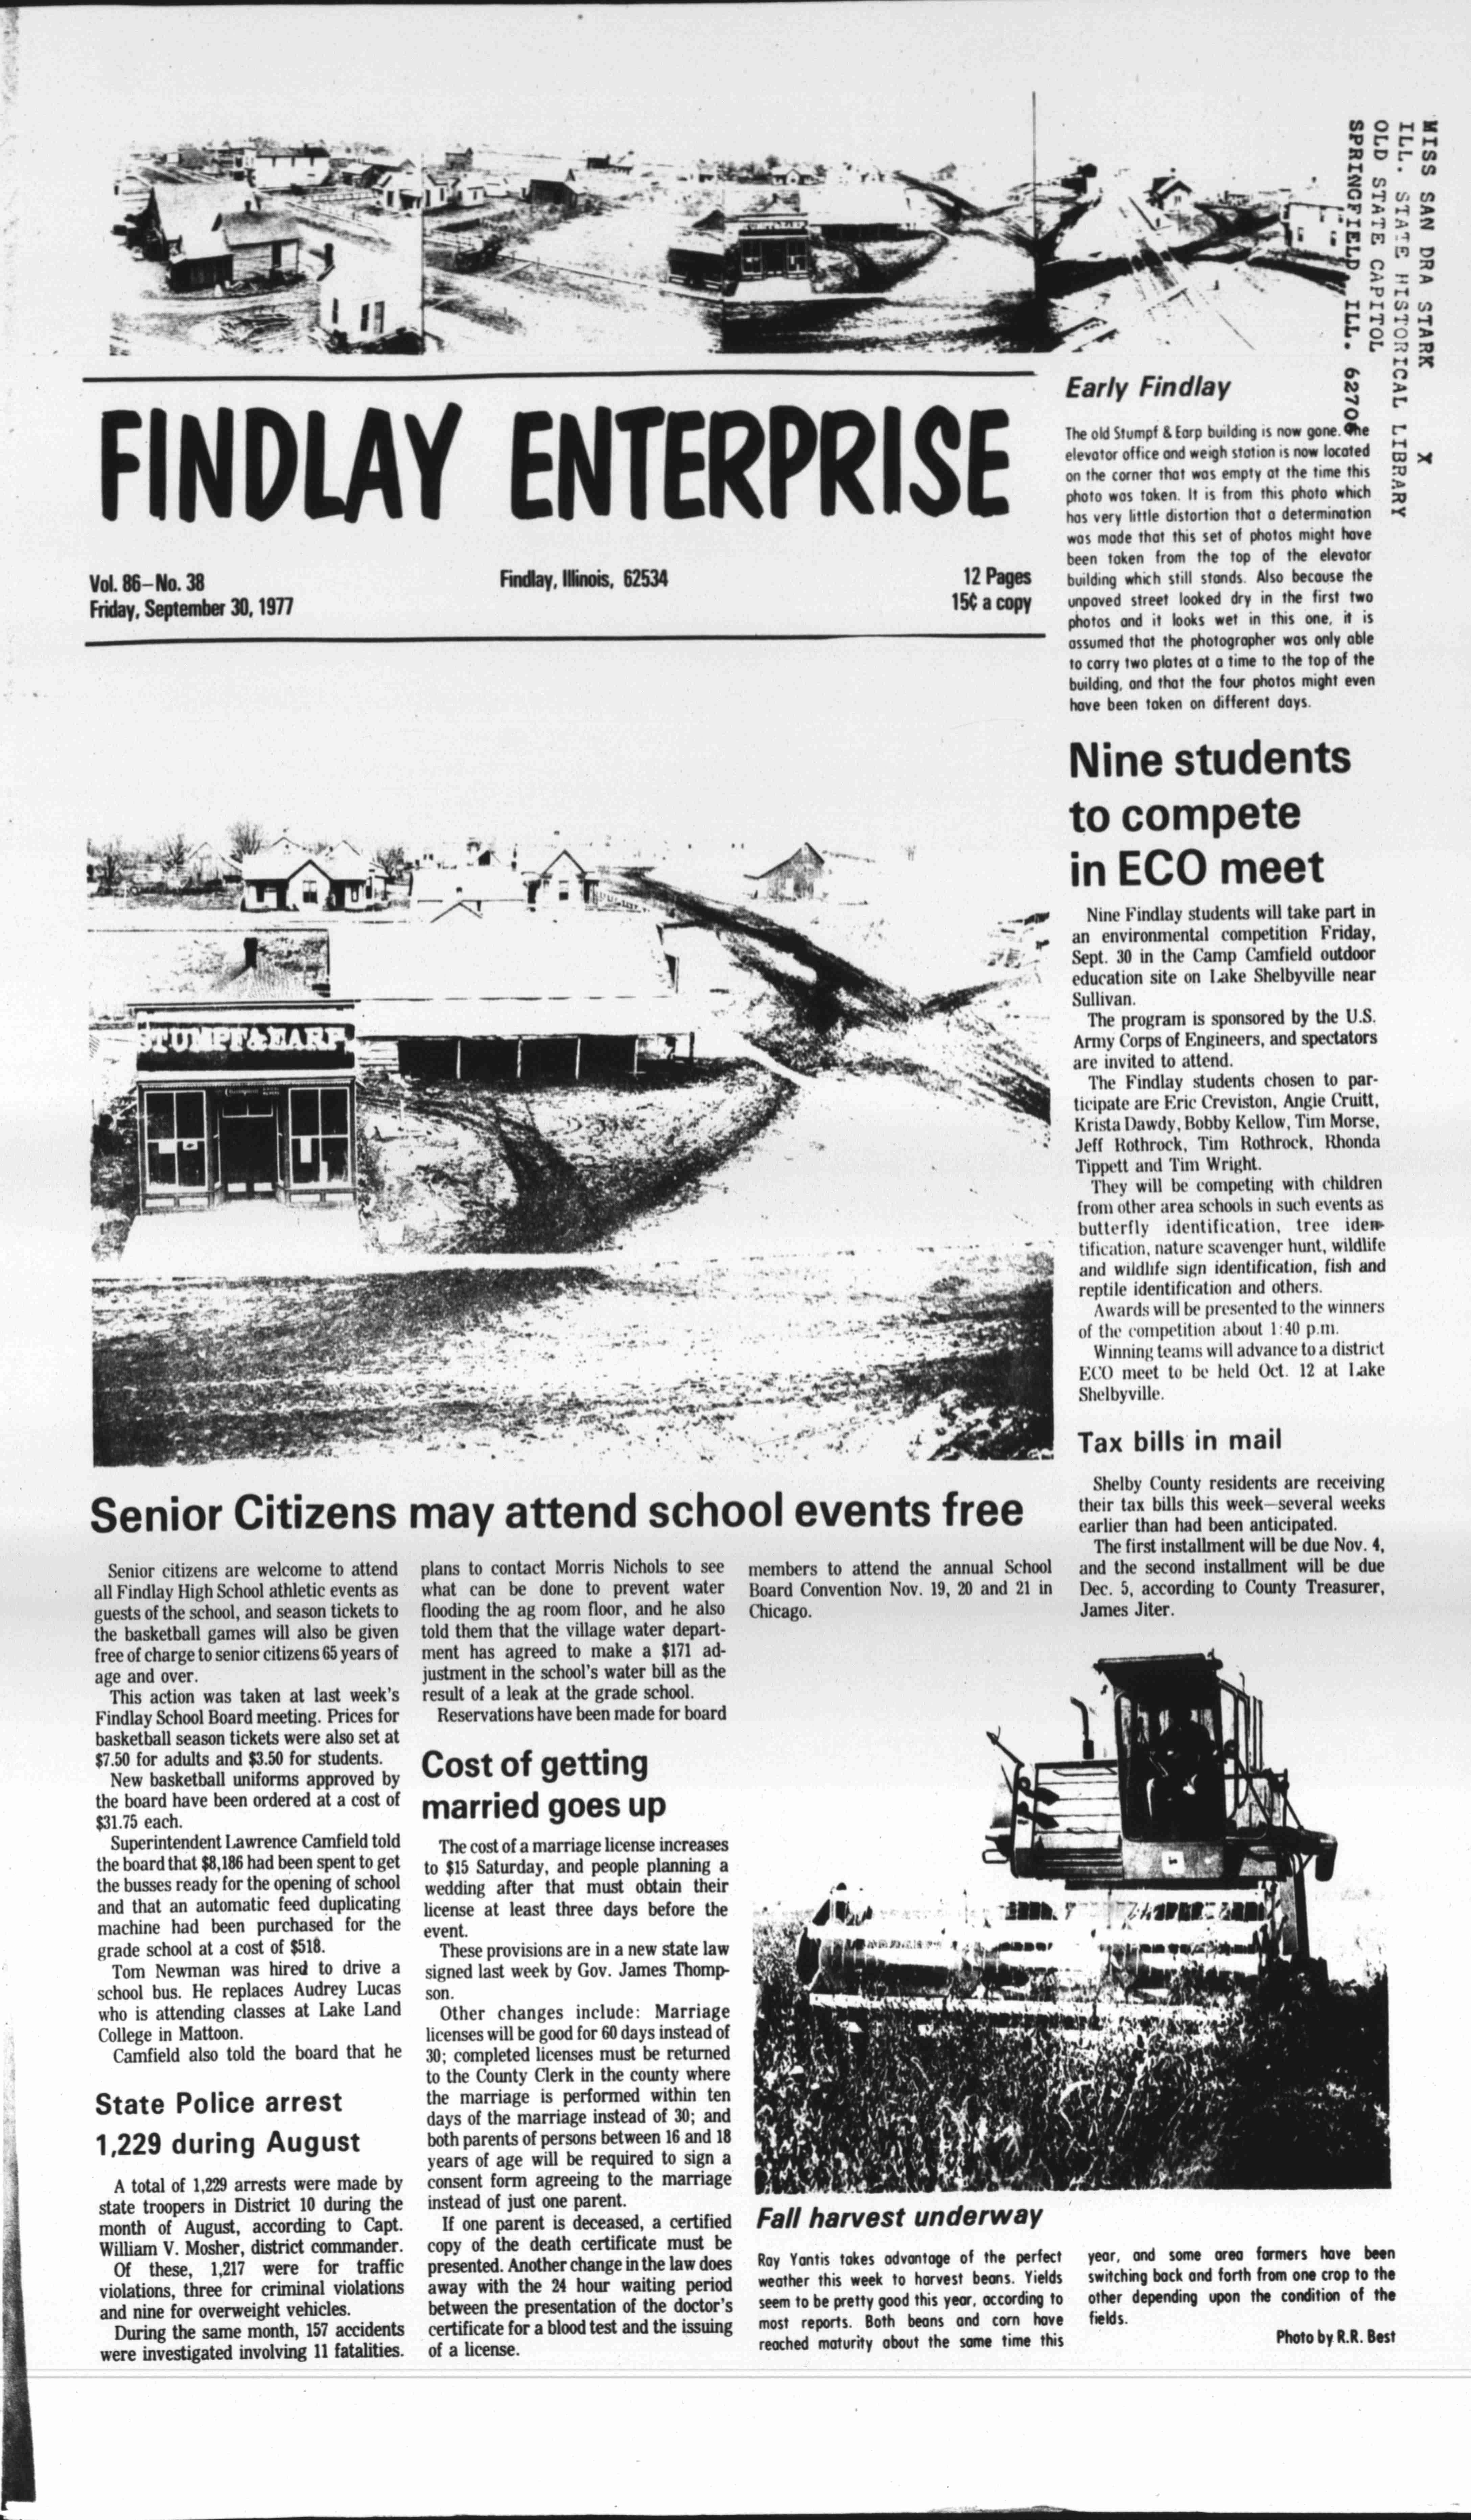 MISS SAN DRA STARK X
ILL. STATE HISTORICAL LIBRARY
OLD STATE CAPITOL
SPRINGFIELD, ILL. 62706
FINDLAY ENTERPRISE
Vol. 86—No. 38
Friday, September 30, 1977
Findlay, Illinois, 62534
12 Pages
15¢ a copy
Early Findlay
The old Stumpf & Earp building is now gone. The
elevator office and weigh station is now located
on the corner that was empty at the time this
photo was taken. It is from this photo which
has very little distortion that a determination
was made that this set of photos might have
been taken from the top of the elevator
building which still stands. Also because the
unpaved street looked dry in the first two
photos and it looks wet in this one, it is
assumed that the photographer was only able
to carry two plates at a time to the top of the
building, and that the four photos might even
have been taken on different days.
STUMPF & EARP
Nine students
to compete
in ECO meet
Nine Findlay students will take part in
an environmental competition Friday,
Sept. 30 in the Camp Camfield outdoor
education site on Lake Shelbyville near
Sullivan.
The program is sponsored by the U.S.
Army Corps of Engineers, and spectators
are invited to attend.
The Findlay students chosen to par-
ticipate are Eric Creviston, Angie Cruitt,
Krista Dawdy, Bobby Kellow, Tim Morse,
Jeff Rothrock, Tim Rothrock, Rhonda
Tippett and Tim Wright.
They will be competing with children
from other area schools in such events as
butterfly identification, tree iden-
tification, nature scavenger hunt, wildlife
and wildlife sign identification, fish and
reptile identification and others.
Awards will be presented to the winners
of the competition about 1:40 p.m.
Winning teams will advance to a district
ECO meet to be held Oct. 12 at Lake
Shelbyville.
Tax bills in mail
Shelby County residents are receiving
their tax bills this week—several weeks
earlier than had been anticipated.
The first installment will be due Nov. 4,
and the second installment will be due
Dec. 5, according to County Treasurer,
James Jiter.
Senior Citizens may attend school events free
Senior citizens are welcome to attend
all Findlay High School athletic events as
guests of the school, and season tickets to
the basketball games will also be given
free of charge to senior citizens 65 years of
age and over.
This action was taken at last week's
Findlay School Board meeting. Prices for
basketball season tickets were also set at
$7.50 for adults and $3.50 for students.
New basketball uniforms approved by
the board have been ordered at a cost of
$31.75 each.
Superintendent Lawrence Camfield told
the board that $8,186 had been spent to get
the busses ready for the opening of school
and that an automatic feed duplicating
machine had been purchased for the
grade school at a cost of $518.
Tom Newman was hired to drive a
school bus. He replaces Audrey Lucas
who is attending classes at Lake Land
College in Mattoon.
Camfield also told the board that he
plans to contact Morris Nichols to see
what can be done to prevent water
flooding the ag room floor, and he also
told them that the village water depart-
ment has agreed to make a $171 ad-
justment in the school's water bill as the
result of a leak at the grade school.
Reservations have been made for board
members to attend the annual School
Board Convention Nov. 19, 20 and 21 in
Chicago.
State Police arrest
1,229 during August
A total of 1,229 arrests were made by
state troopers in District 10 during the
month of August, according to Capt.
William V. Mosher, district commander.
Of these, 1,217 were for traffic
violations, three for criminal violations
and nine for overweight vehicles.
During the same month, 157 accidents
were investigated involving 11 fatalities.
Cost of getting
married goes up
The cost of a marriage license increases
to $15 Saturday, and people planning a
wedding after that must obtain their
license at least three days before the
event.
These provisions are in a new state law
signed last week by Gov. James Thomp-
son.
Other changes include: Marriage
licenses will be good for 60 days instead of
30; completed licenses must be returned
to the County Clerk in the county where
the marriage is performed within ten
days of the marriage instead of 30; and
both parents of persons between 16 and 18
years of age will be required to sign a
consent form agreeing to the marriage
instead of just one parent.
If one parent is deceased, a certified
copy of the death certificate must be
presented. Another change in the law does
away with the 24 hour waiting period
between the presentation of the doctor's
certificate for a blood test and the issuing
of a license.
Fall harvest underway
Ray Yantis takes advantage of the perfect
weather this week to harvest beans. Yields
seem to be pretty good this year, according to
most reports. Both beans and corn have
reached maturity about the same time this
year, and some area farmers have been
switching back and forth from one crop to the
other depending upon the condition of the
fields.
Photo by R.R. Best